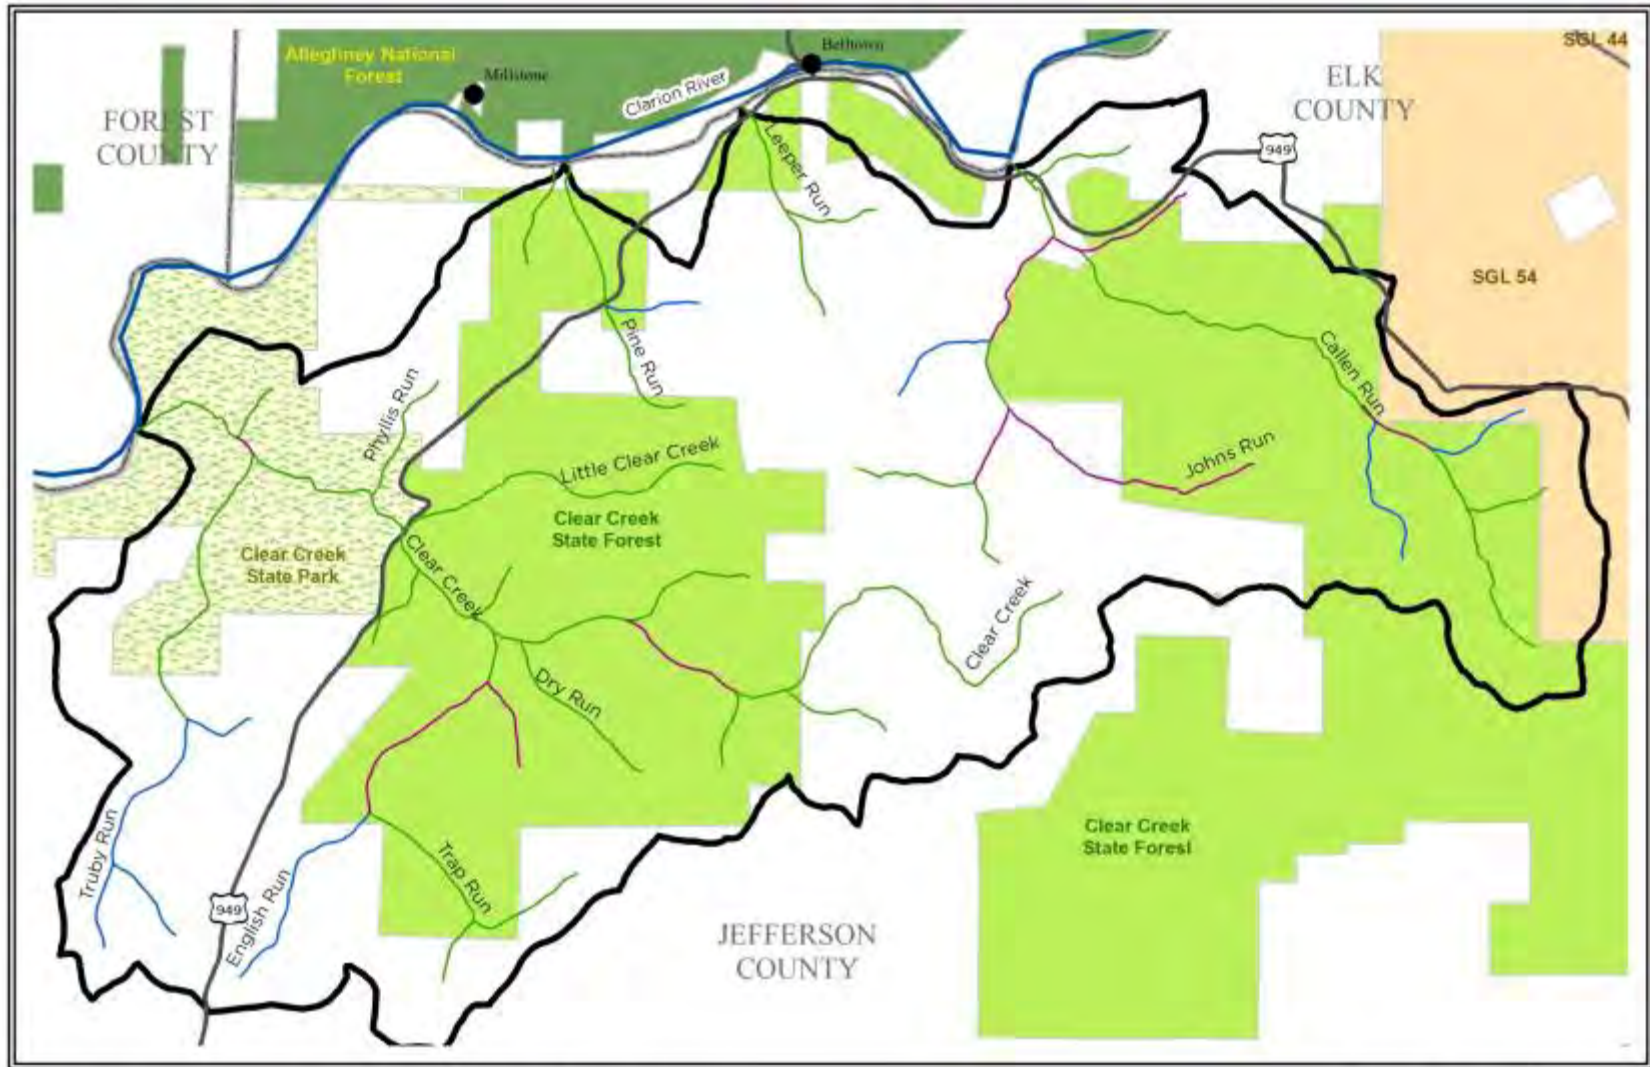 SGL 44
Allegheny National
Forest
Millstone
Belltown
ELK
COUNTY
Clarion River
FOREST
COUNTY
949
Leeper Run
SGL 54
Pine Run
Callen Run
Phyllis Run
Johns Run
Little Clear Creek
Clear Creek
State Forest
Clear Creek
State Park
Clear Creek
Clear Creek
Dry Run
Truby Run
Clear Creek
State Forest
Trap Run
English Run
949
JEFFERSON
COUNTY